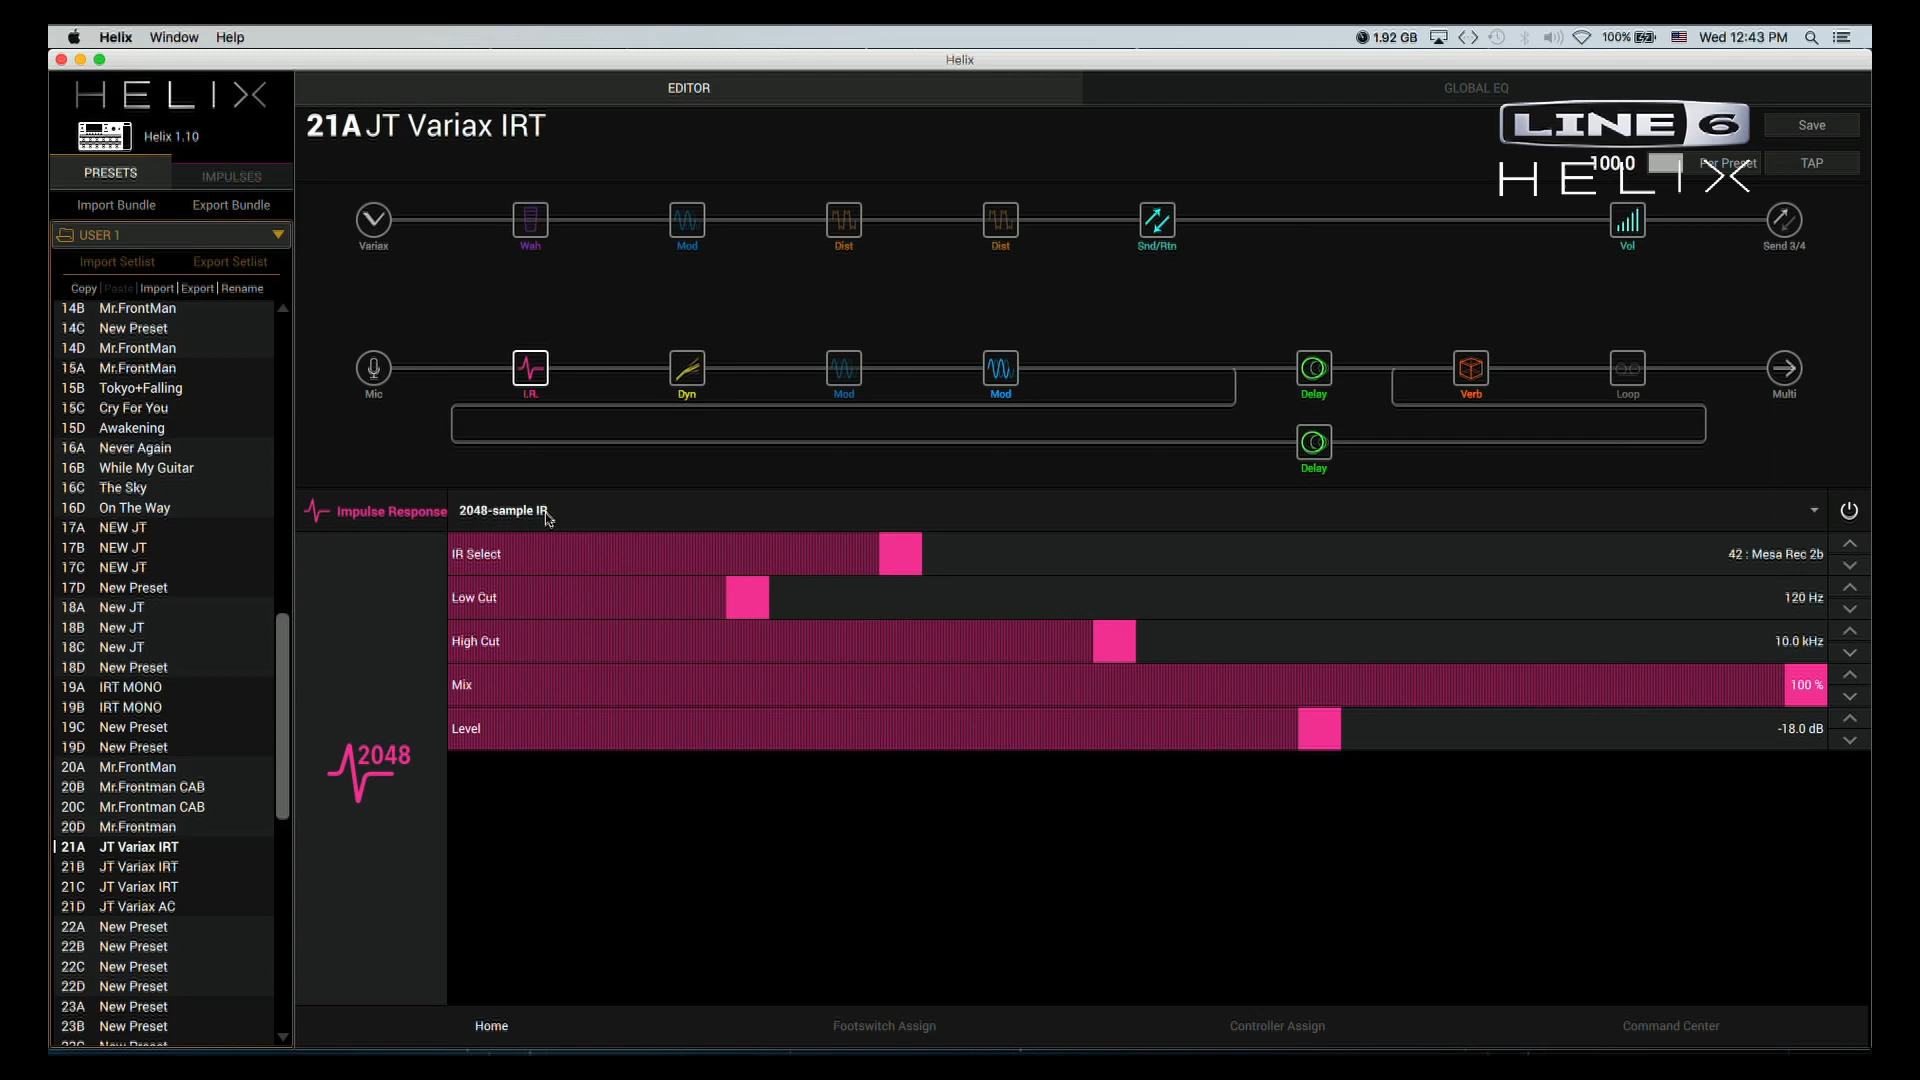 Helix Window Help 1.92 GB 100% Wed 12:43 PM
Helix
HELIX
Helix 1.10
PRESETS IMPULSES
Import Bundle Export Bundle
USER 1
Import Setlist Export Setlist
Copy | Paste | Import | Export | Rename
14B Mr.FrontMan
14C New Preset
14D Mr.FrontMan
15A Mr.FrontMan
15B Tokyo+Falling
15C Cry For You
15D Awakening
16A Never Again
16B While My Guitar
16C The Sky
16D On The Way
17A NEW JT
17B NEW JT
17C NEW JT
17D New Preset
18A New JT
18B New JT
18C New JT
18D New Preset
19A IRT MONO
19B IRT MONO
19C New Preset
19D New Preset
20A Mr.FrontMan
20B Mr.Frontman CAB
20C Mr.Frontman CAB
20D Mr.Frontman
21A JT Variax IRT
21B JT Variax IRT
21C JT Variax IRT
21D JT Variax AC
22A New Preset
22B New Preset
22C New Preset
22D New Preset
23A New Preset
23B New Preset
23C New Preset
EDITOR GLOBAL EQ
21A JT Variax IRT
LINE 6
HELIX
Save
100.0 Per Preset TAP
Variax Wah Mod Dist Dist Snd/Rtn Vol Send 3/4
Mic I.R. Dyn Mod Mod Delay Verb Loop Multi
Delay
Impulse Response 2048-sample IR
IR Select 42 : Mesa Rec 2b
Low Cut 120 Hz
High Cut 10.0 kHz
Mix 100 %
Level -18.0 dB
2048
Home Footswitch Assign Controller Assign Command Center